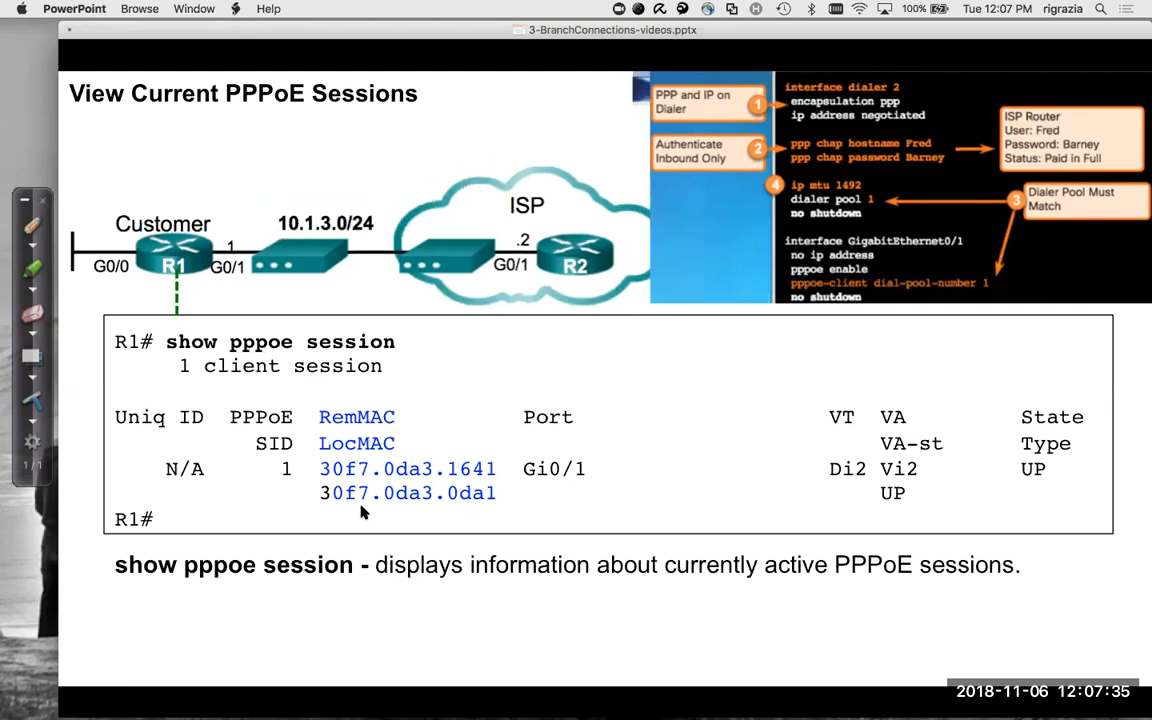 PowerPoint Browse Window Help 100% Tue 12:07 PM rigrazia
3-BranchConnections-videos.pptx
View Current PPPoE Sessions
PPP and IP on
Dialer
1
interface dialer 2
encapsulation ppp
ip address negotiated
Authenticate
Inbound Only
2
ppp chap hostname Fred
ppp chap password Barney
ISP Router
User: Fred
Password: Barney
Status: Paid in Full
4
ip mtu 1492
dialer pool 1
no shutdown
3
Dialer Pool Must
Match
interface GigabitEthernet0/1
no ip address
pppoe enable
pppoe-client dial-pool-number 1
no shutdown
Customer
10.1.3.0/24
ISP
G0/0
R1
.1
G0/1
.2
G0/1
R2
R1# show pppoe session
1 client session
Uniq ID PPPoE RemMAC Port VT VA State
SID LocMAC VA-st Type
N/A 1 30f7.0da3.1641 Gi0/1 Di2 Vi2 UP
30f7.0da3.0da1 UP
R1#
show pppoe session - displays information about currently active PPPoE sessions.
1/1
2018-11-06 12:07:35